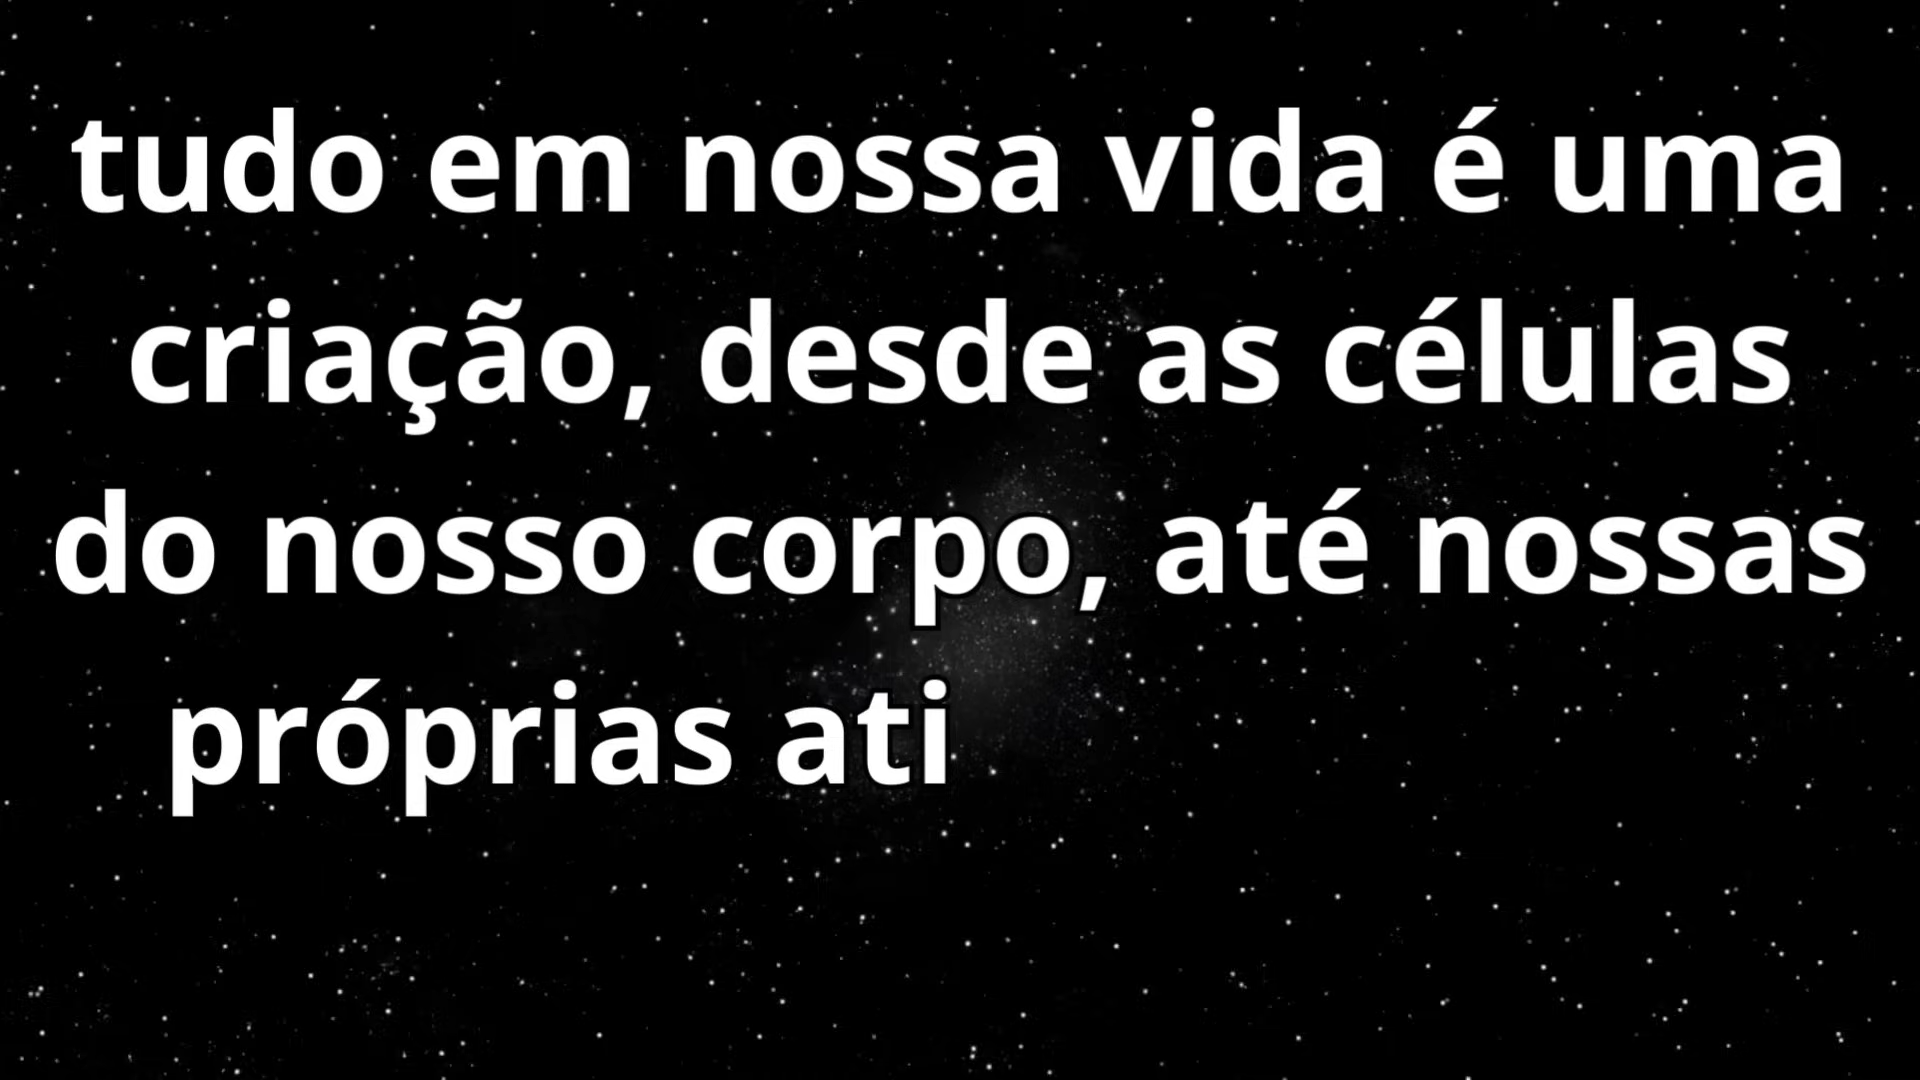 tudo em nossa vida é uma
criação, desde as células
do nosso corpo, até nossas
próprias ati